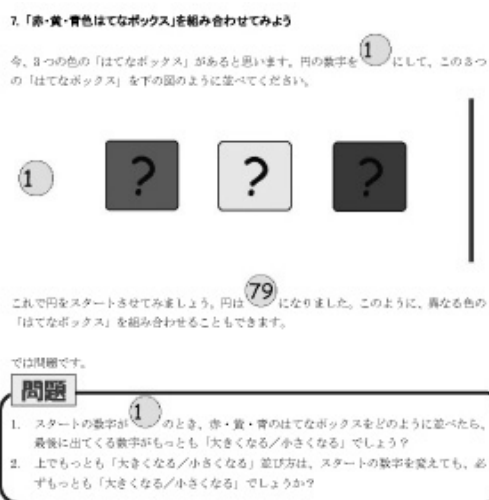 7.「赤・黄・青色はてなボックス」を組み合わせてみよう
今、3つの色の「はてなボックス」があると思います。円の数字を 1 にして、この3つ
の「はてなボックス」を下の図のように並べてください。
1 ? ? ?
これで円をスタートさせてみましょう。円は 79 になりました。このように、異なる色の
「はてなボックス」を組み合わせることもできます。
では問題です。
問題
1. スタートの数字が 1 のとき、赤・黄・青のはてなボックスをどのように並べたら、
最後に出てくる数字がもっとも「大きくなる／小さくなる」でしょう？
2. 上でもっとも「大きくなる／小さくなる」並び方は、スタートの数字を変えても、必
ずもっとも「大きくなる／小さくなる」でしょうか？